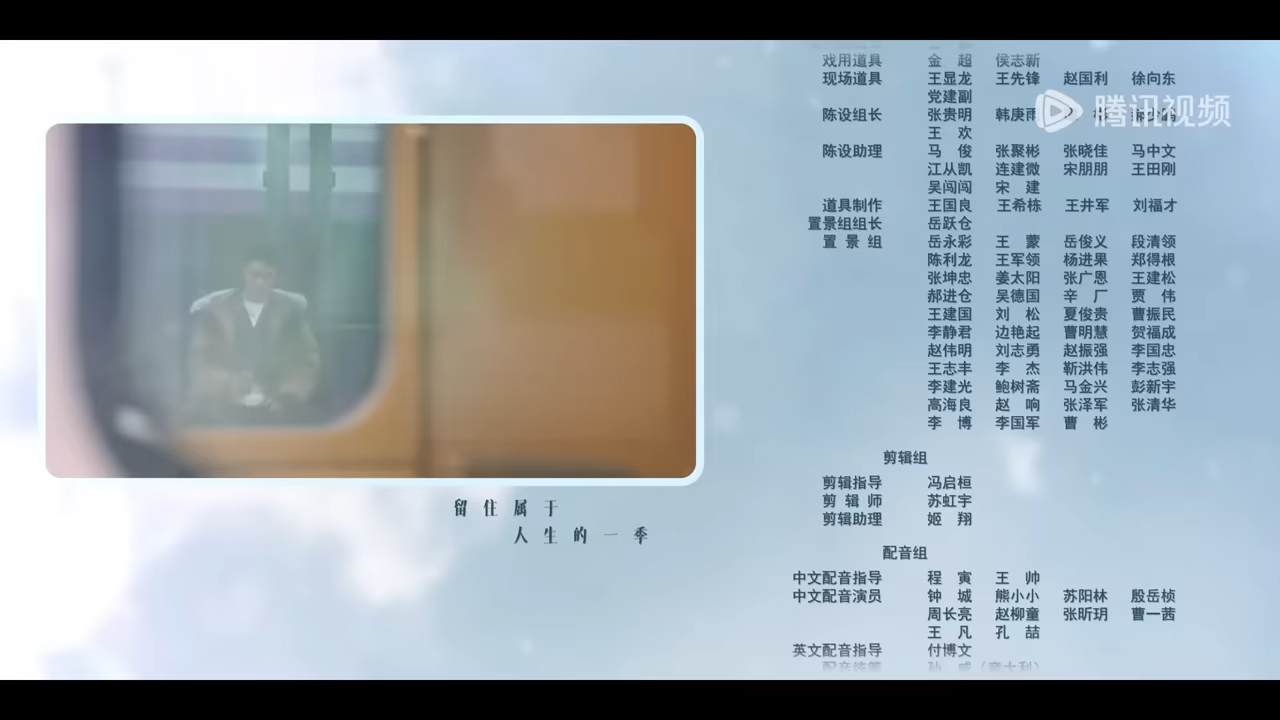 戏用道具 金 超 侯志新
现场道具 王显龙 王先锋 赵国利 徐向东
党建副
腾讯视频
陈设组长 张贵明 韩庚雨
王 欢
陈设助理 马 俊 张聚彬 张晓佳 马中文
江从凯 连建微 宋朋朋 王田刚
吴闯闯 宋 建
道具制作 王国良 王希栋 王井军 刘福才
置景组组长 岳跃仓
置景组 岳永彩 王 蒙 岳俊义 段清领
陈利龙 王军领 杨进果 郑得根
张坤忠 姜太阳 张广恩 王建松
郝进仓 吴德国 辛 厂 贾 伟
王建国 刘 松 夏俊贵 曹振民
李静君 边艳起 曹明慧 贺福成
赵伟明 刘志勇 赵振强 李国忠
王志丰 李 杰 靳洪伟 李志强
李建光 鲍树斋 马金兴 彭新宇
高海良 赵 响 张泽军 张清华
李 博 李国军 曹 彬
剪辑组
剪辑指导 冯启桓
剪辑师 苏虹宇
剪辑助理 姬 翔
配音组
中文配音指导 程 寅 王 帅
中文配音演员 钟 城 熊小小 苏阳林 殷岳桢
周长亮 赵柳童 张昕玥 曹一茜
王 凡 孔 喆
英文配音指导 付博文
配音统筹 孙 威（意大利）
留住属于
人生的一季